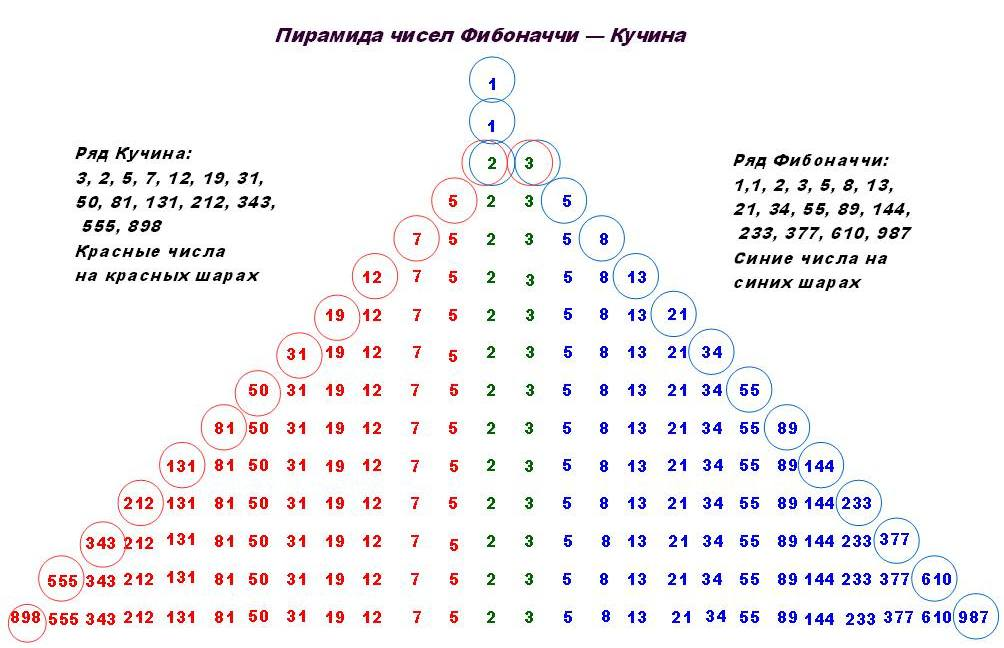 Пирамида чисел Фибоначчи — Кучина
1
1
Ряд Кучина:
3, 2, 5, 7, 12, 19, 31,
50, 81, 131, 212, 343,
555, 898
Красные числа
на красных шарах
Ряд Фибоначчи:
1,1, 2, 3, 5, 8, 13,
21, 34, 55, 89, 144,
233, 377, 610, 987
Синие числа на
синих шарах
2 3
5 2 3 5
7 5 2 3 5 8
12 7 5 2 3 5 8 13
19 12 7 5 2 3 5 8 13 21
31 19 12 7 5 2 3 5 8 13 21 34
50 31 19 12 7 5 2 3 5 8 13 21 34 55
81 50 31 19 12 7 5 2 3 5 8 13 21 34 55 89
131 81 50 31 19 12 7 5 2 3 5 8 13 21 34 55 89 144
212 131 81 50 31 19 12 7 5 2 3 5 8 13 21 34 55 89 144 233
343 212 131 81 50 31 19 12 7 5 2 3 5 8 13 21 34 55 89 144 233 377
555 343 212 131 81 50 31 19 12 7 5 2 3 5 8 13 21 34 55 89 144 233 377 610
898 555 343 212 131 81 50 31 19 12 7 5 2 3 5 8 13 21 34 55 89 144 233 377 610 987